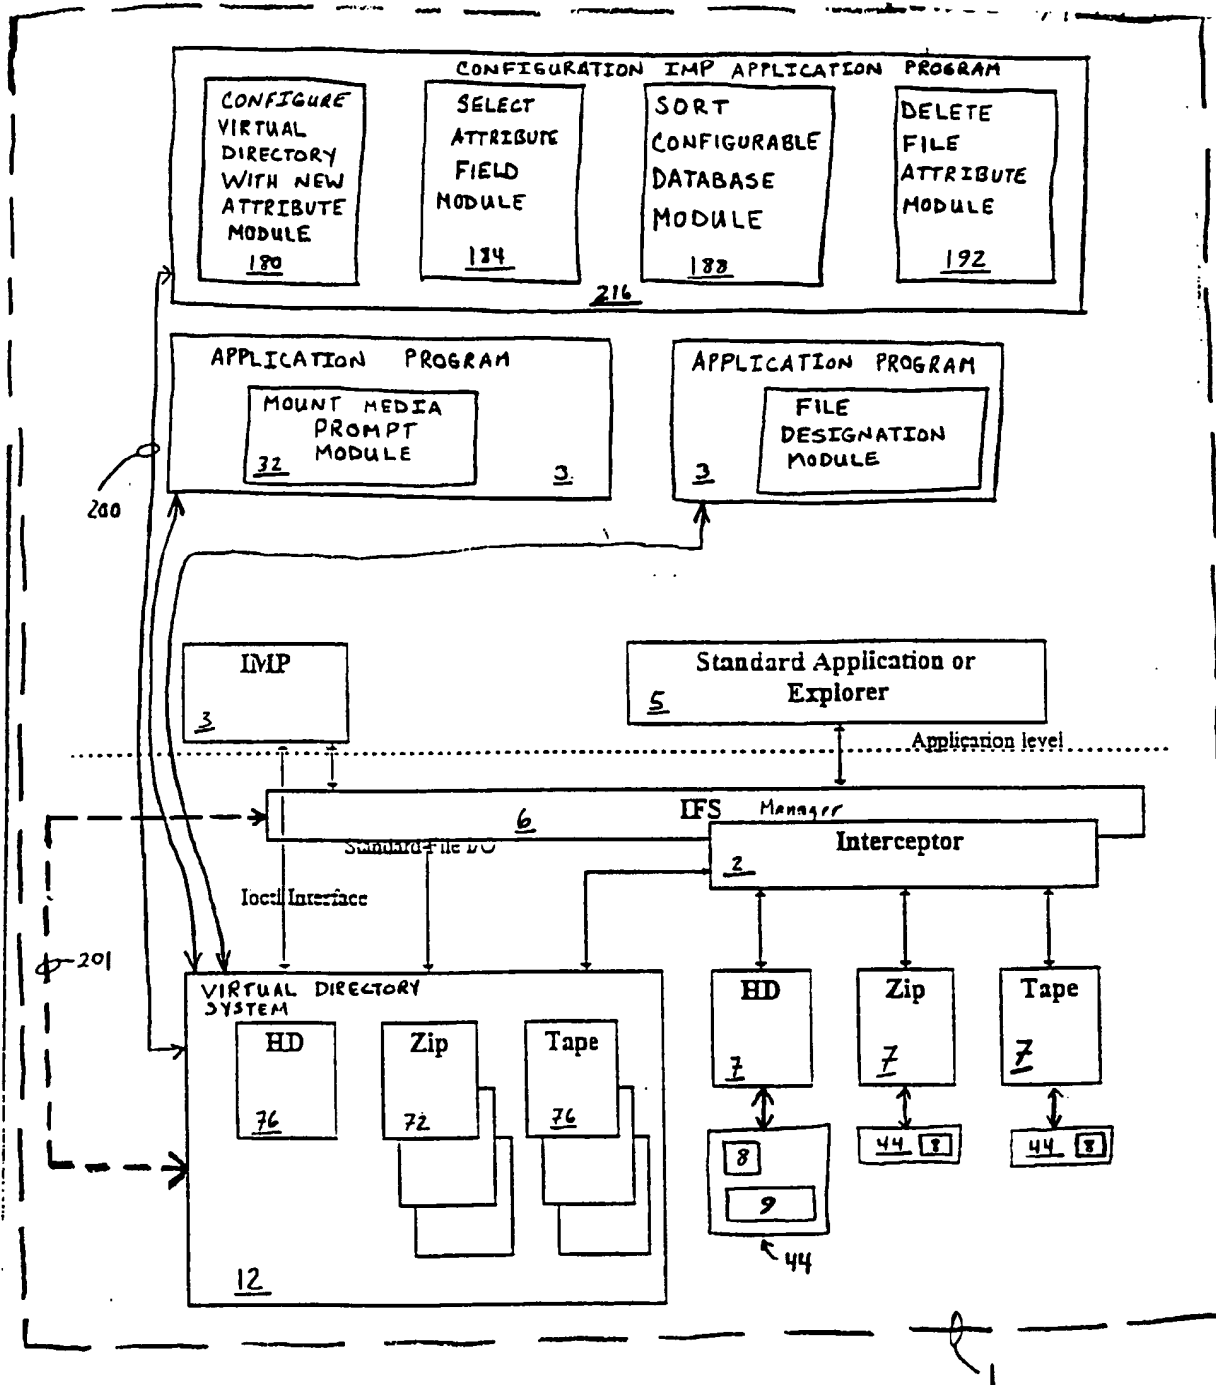 CONFIGURATION IMP APPLICATION PROGRAM
CONFIGURE
VIRTUAL
DIRECTORY
WITH NEW
ATTRIBUTE
MODULE
180
SELECT
ATTRIBUTE
FIELD
MODULE
184
SORT
CONFIGURABLE
DATABASE
MODULE
188
DELETE
FILE
ATTRIBUTE
MODULE
192
216
APPLICATION PROGRAM
MOUNT MEDIA
PROMPT
MODULE
32
3
APPLICATION PROGRAM
FILE
DESIGNATION
MODULE
3
200
IMP
3
Standard Application or
Explorer
5
Application level
IFS Manager
6
Interceptor
2
Standard File I/O
Ioctl Interface
201
VIRTUAL DIRECTORY
SYSTEM
HD
76
Zip
72
Tape
76
12
HD
7
Zip
7
Tape
7
8
9
44
44 8
44 8
1